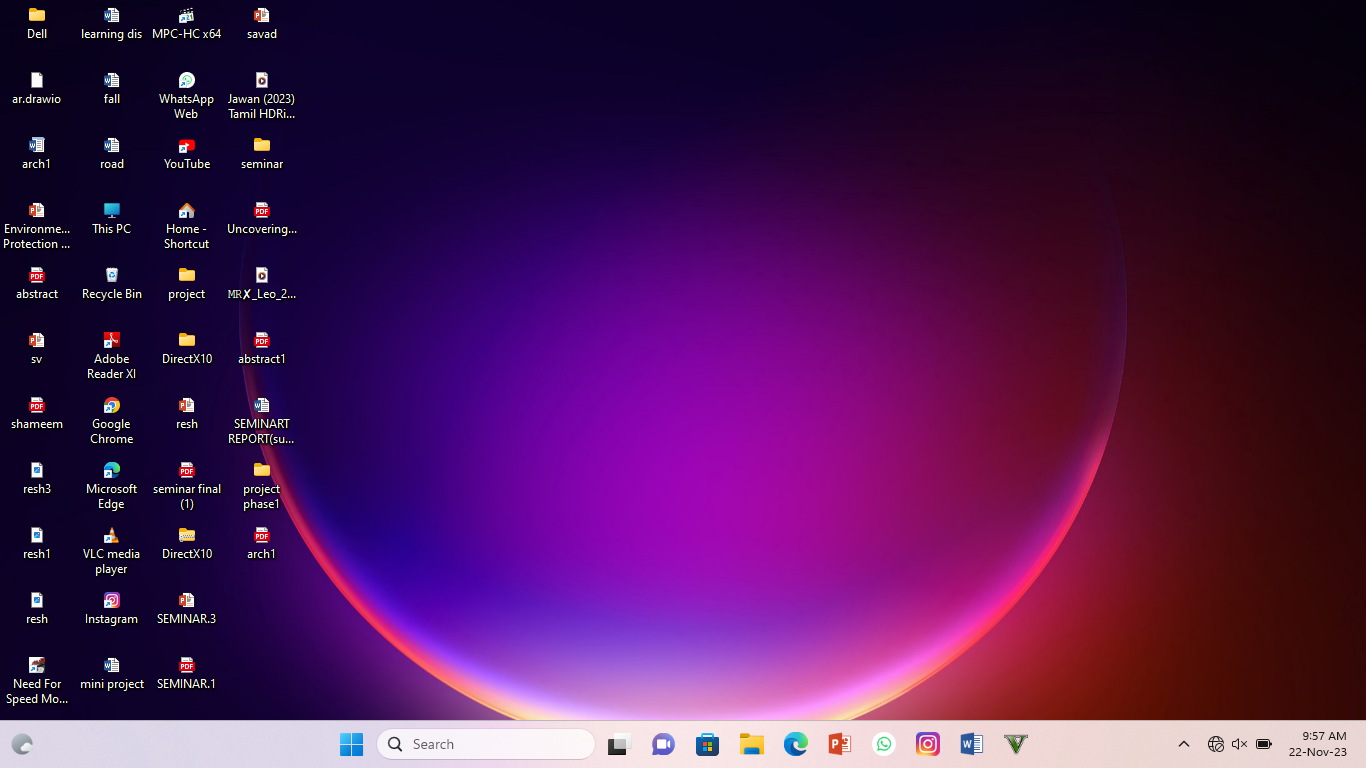 Dell
ar.drawio
arch1
Environme...
Protection ...
abstract
sv
shameem
resh3
resh1
resh
Need For
Speed Mo...
learning dis
fall
road
This PC
Recycle Bin
Adobe
Reader XI
Google
Chrome
Microsoft
Edge
VLC media
player
Instagram
mini project
MPC-HC x64
WhatsApp
Web
YouTube
Home -
Shortcut
project
DirectX10
resh
seminar final
(1)
DirectX10
SEMINAR.3
SEMINAR.1
savad
Jawan (2023)
Tamil HDRi...
seminar
Uncovering...
MR✗_Leo_2...
abstract1
SEMINART
REPORT(su...
project
phase1
arch1
Search
9:57 AM
22-Nov-23